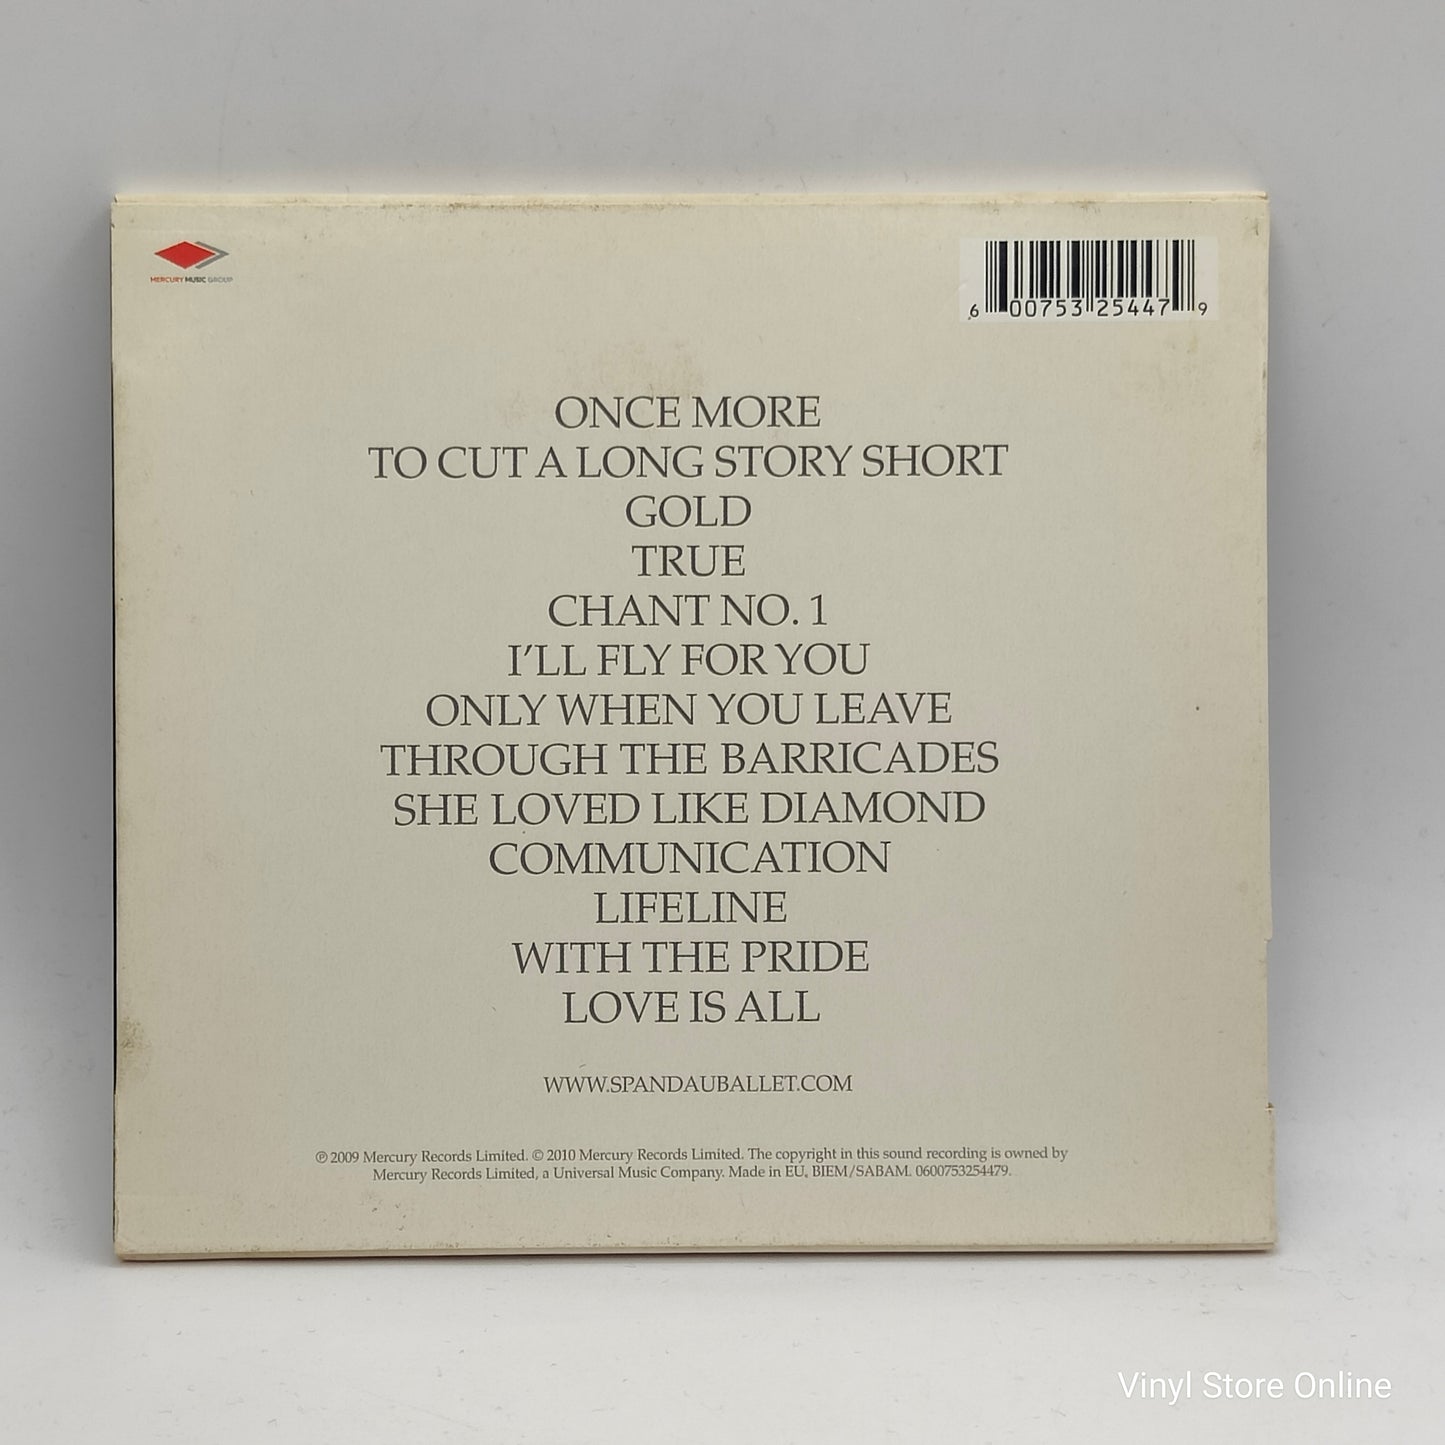 MERCURY MUSIC GROUP
6 00753 25447 9
ONCE MORE
TO CUT A LONG STORY SHORT
GOLD
TRUE
CHANT NO. 1
I'LL FLY FOR YOU
ONLY WHEN YOU LEAVE
THROUGH THE BARRICADES
SHE LOVED LIKE DIAMOND
COMMUNICATION
LIFELINE
WITH THE PRIDE
LOVE IS ALL
WWW.SPANDAUBALLET.COM
℗ 2009 Mercury Records Limited. © 2010 Mercury Records Limited. The copyright in this sound recording is owned by
Mercury Records Limited, a Universal Music Company. Made in EU. BIEM/SABAM. 0600753254479.
Vinyl Store Online